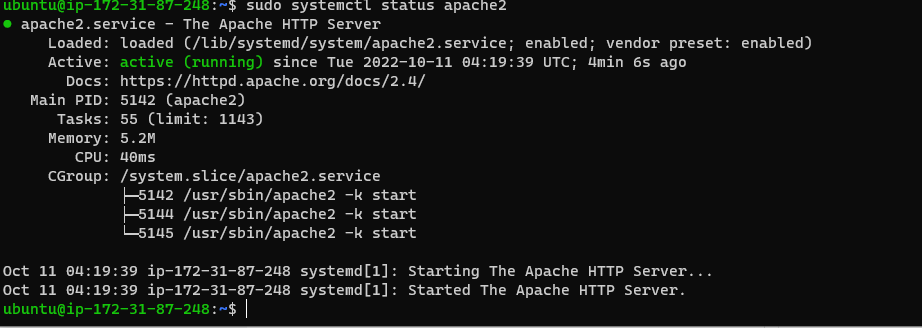 ubuntu@ip-172-31-87-248:~$ sudo systemctl status apache2
● apache2.service - The Apache HTTP Server
     Loaded: loaded (/lib/systemd/system/apache2.service; enabled; vendor preset: enabled)
     Active: active (running) since Tue 2022-10-11 04:19:39 UTC; 4min 6s ago
       Docs: https://httpd.apache.org/docs/2.4/
   Main PID: 5142 (apache2)
      Tasks: 55 (limit: 1143)
     Memory: 5.2M
        CPU: 40ms
     CGroup: /system.slice/apache2.service
             ├─5142 /usr/sbin/apache2 -k start
             ├─5144 /usr/sbin/apache2 -k start
             └─5145 /usr/sbin/apache2 -k start

Oct 11 04:19:39 ip-172-31-87-248 systemd[1]: Starting The Apache HTTP Server...
Oct 11 04:19:39 ip-172-31-87-248 systemd[1]: Started The Apache HTTP Server.
ubuntu@ip-172-31-87-248:~$